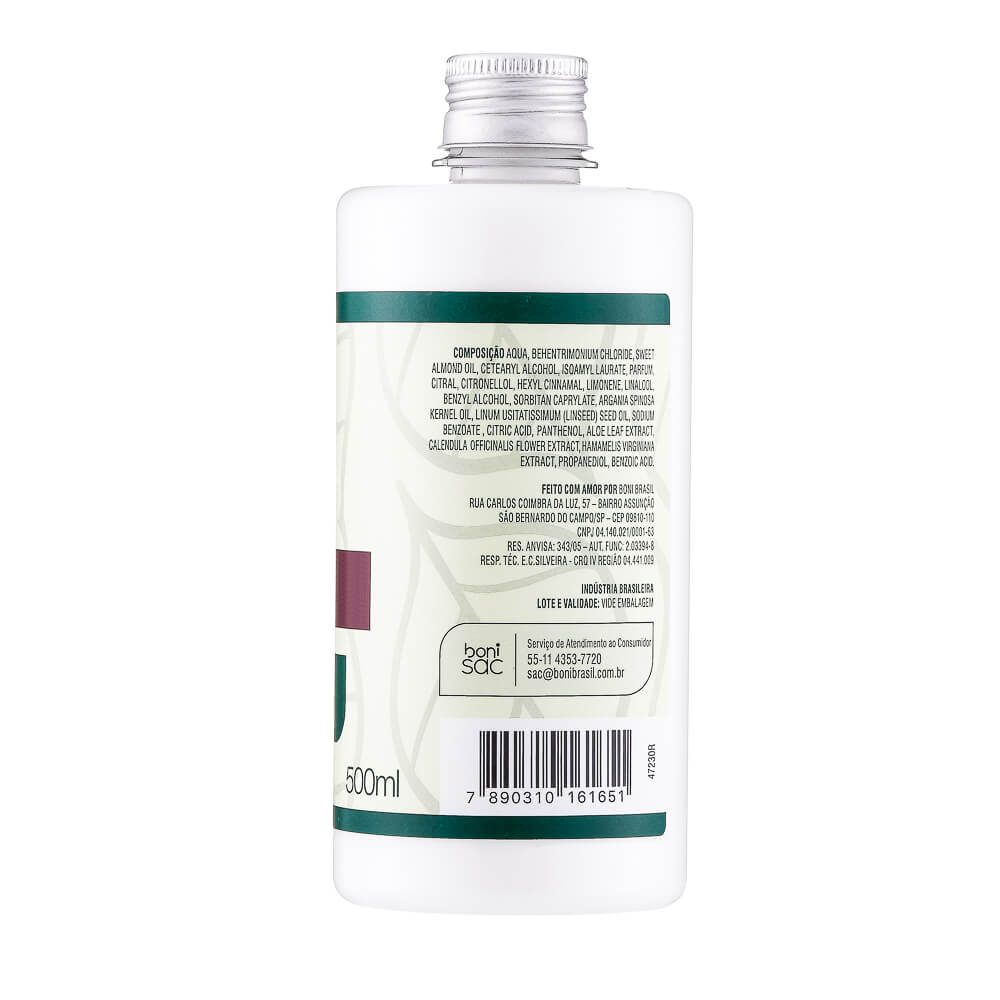 COMPOSIÇÃO AQUA, BEHENTRIMONIUM CHLORIDE, SWEET
ALMOND OIL, CETEARYL ALCOHOL, ISOAMYL LAURATE, PARFUM,
CITRAL, CITRONELLOL, HEXYL CINNAMAL, LIMONENE, LINALOOL,
BENZYL ALCOHOL, SORBITAN CAPRYLATE, ARGANIA SPINOSA
KERNEL OIL, LINUM USITATISSIMUM (LINSEED) SEED OIL, SODIUM
BENZOATE , CITRIC ACID, PANTHENOL, ALOE LEAF EXTRACT,
CALENDULA OFFICINALIS FLOWER EXTRACT, HAMAMELIS VIRGINIANA
EXTRACT, PROPANEDIOL, BENZOIC ACID.
FEITO COM AMOR POR BONI BRASIL
RUA CARLOS COIMBRA DA LUZ, 57 – BAIRRO ASSUNÇÃO
SÃO BERNARDO DO CAMPO/SP – CEP 09810-110
CNPJ 04.140.021/0001-63
RES. ANVISA: 343/05 – AUT. FUNC: 2.03394-8
RESP. TÉC. E.C.SILVEIRA - CRQ IV REGIÃO 04.441.009
INDÚSTRIA BRASILEIRA
LOTE E VALIDADE: VIDE EMBALAGEM
boni
sac
Serviço de Atendimento ao Consumidor
55-11 4353-7720
sac@bonibrasil.com.br
47230R
500ml
7 890310 161651